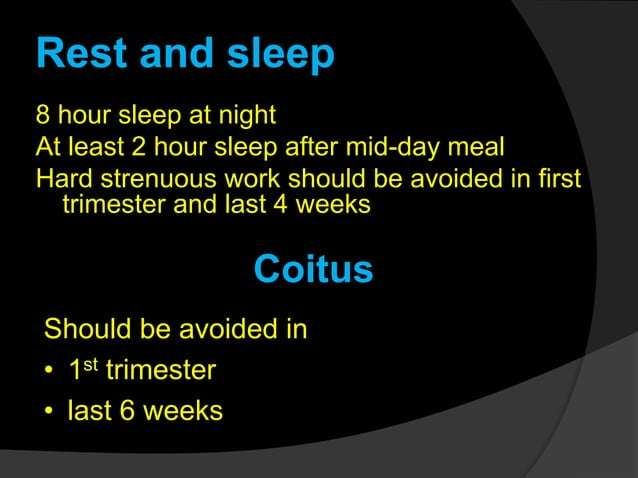 Rest and sleep
8 hour sleep at night
At least 2 hour sleep after mid-day meal
Hard strenuous work should be avoided in first
trimester and last 4 weeks
Coitus
Should be avoided in
• 1st trimester
• last 6 weeks